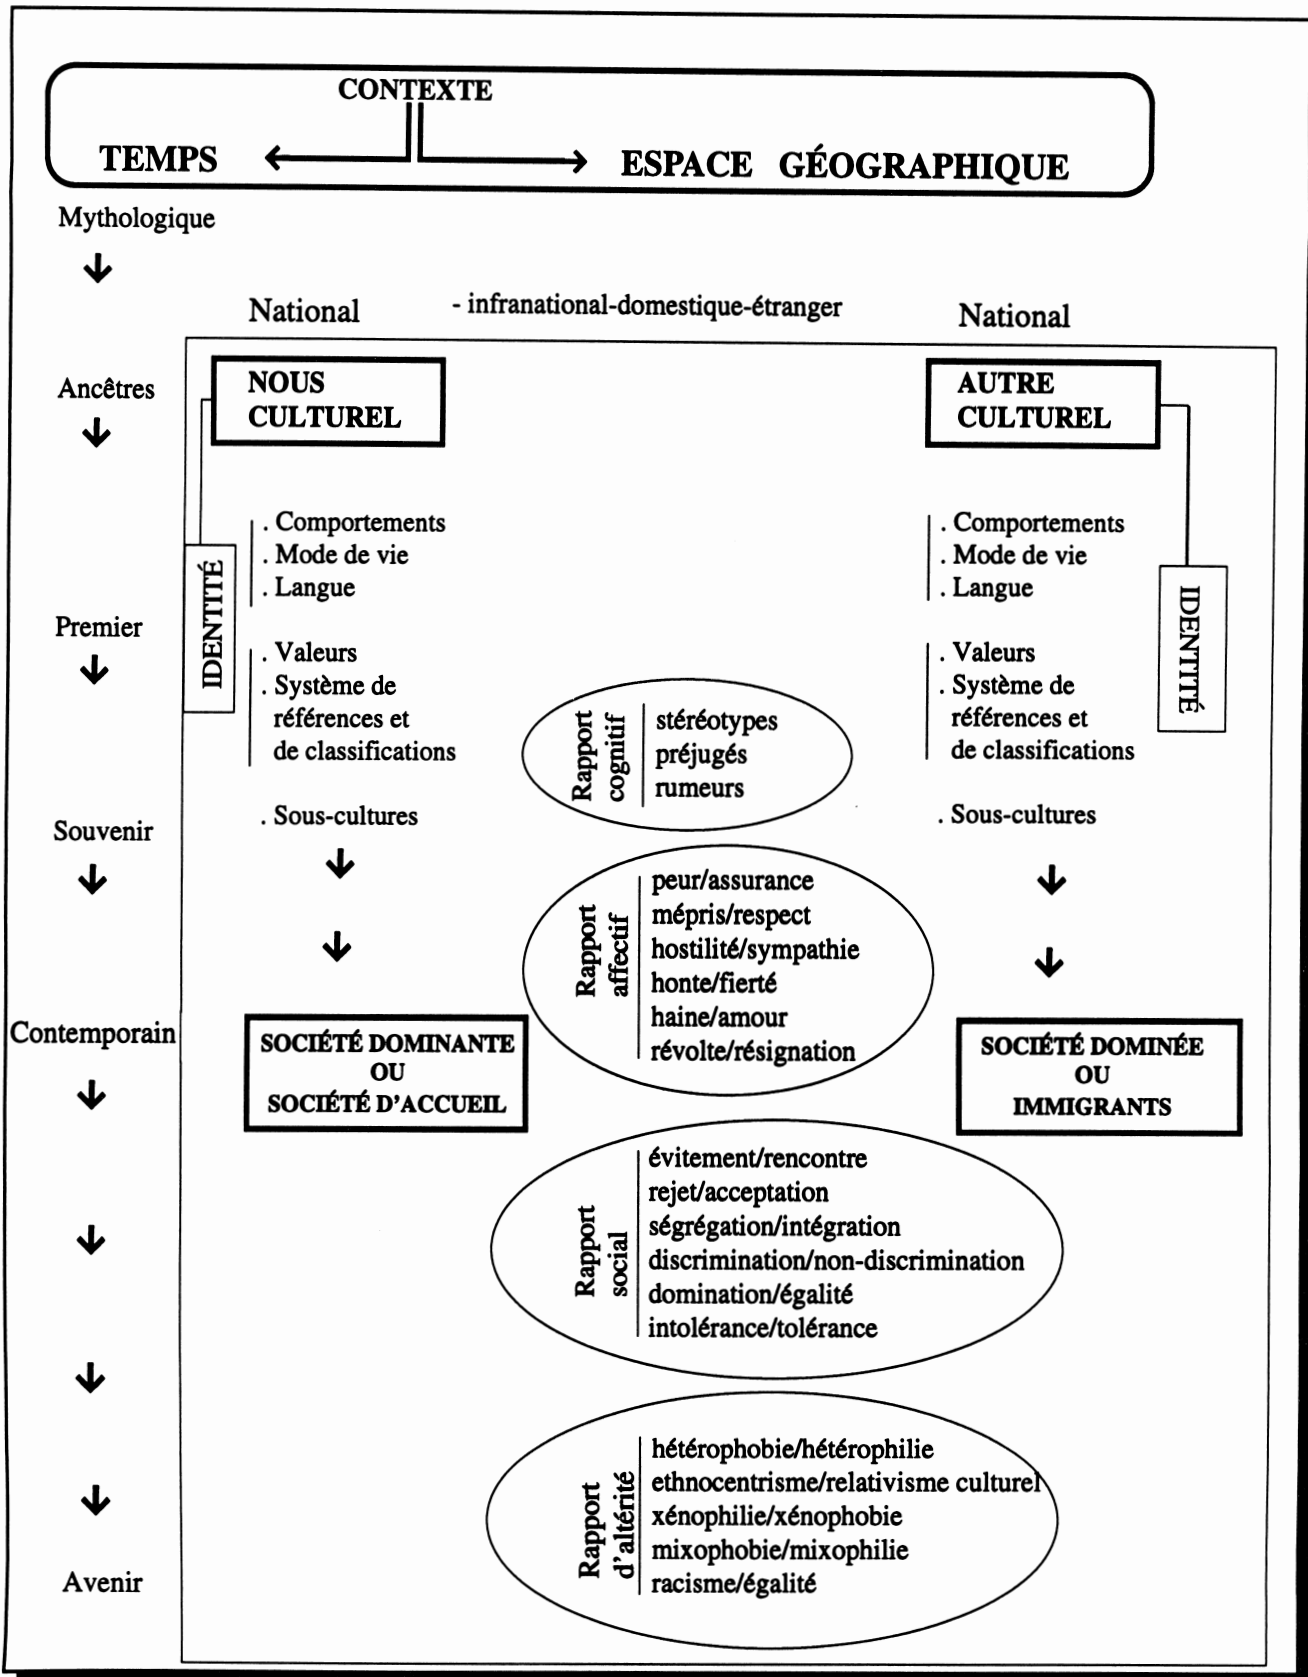 CONTEXTE
TEMPS
ESPACE GÉOGRAPHIQUE
Mythologique
National
- infranational-domestique-étranger
National
Ancêtres
NOUS
CULTUREL
AUTRE
CULTUREL
IDENTITÉ
. Comportements
. Mode de vie
. Langue
. Valeurs
. Système de
références et
de classifications
. Sous-cultures
. Comportements
. Mode de vie
. Langue
. Valeurs
. Système de
références et
de classifications
. Sous-cultures
IDENTITÉ
Premier
Souvenir
Contemporain
Avenir
Rapport
cognitif
stéréotypes
préjugés
rumeurs
Rapport
affectif
peur/assurance
mépris/respect
hostilité/sympathie
honte/fierté
haine/amour
révolte/résignation
SOCIÉTÉ DOMINANTE
OU
SOCIÉTÉ D'ACCUEIL
SOCIÉTÉ DOMINÉE
OU
IMMIGRANTS
Rapport
social
évitement/rencontre
rejet/acceptation
ségrégation/intégration
discrimination/non-discrimination
domination/égalité
intolérance/tolérance
Rapport
d'altérité
hétérophobie/hétérophilie
ethnocentrisme/relativisme culturel
xénophilie/xénophobie
mixophobie/mixophilie
racisme/égalité